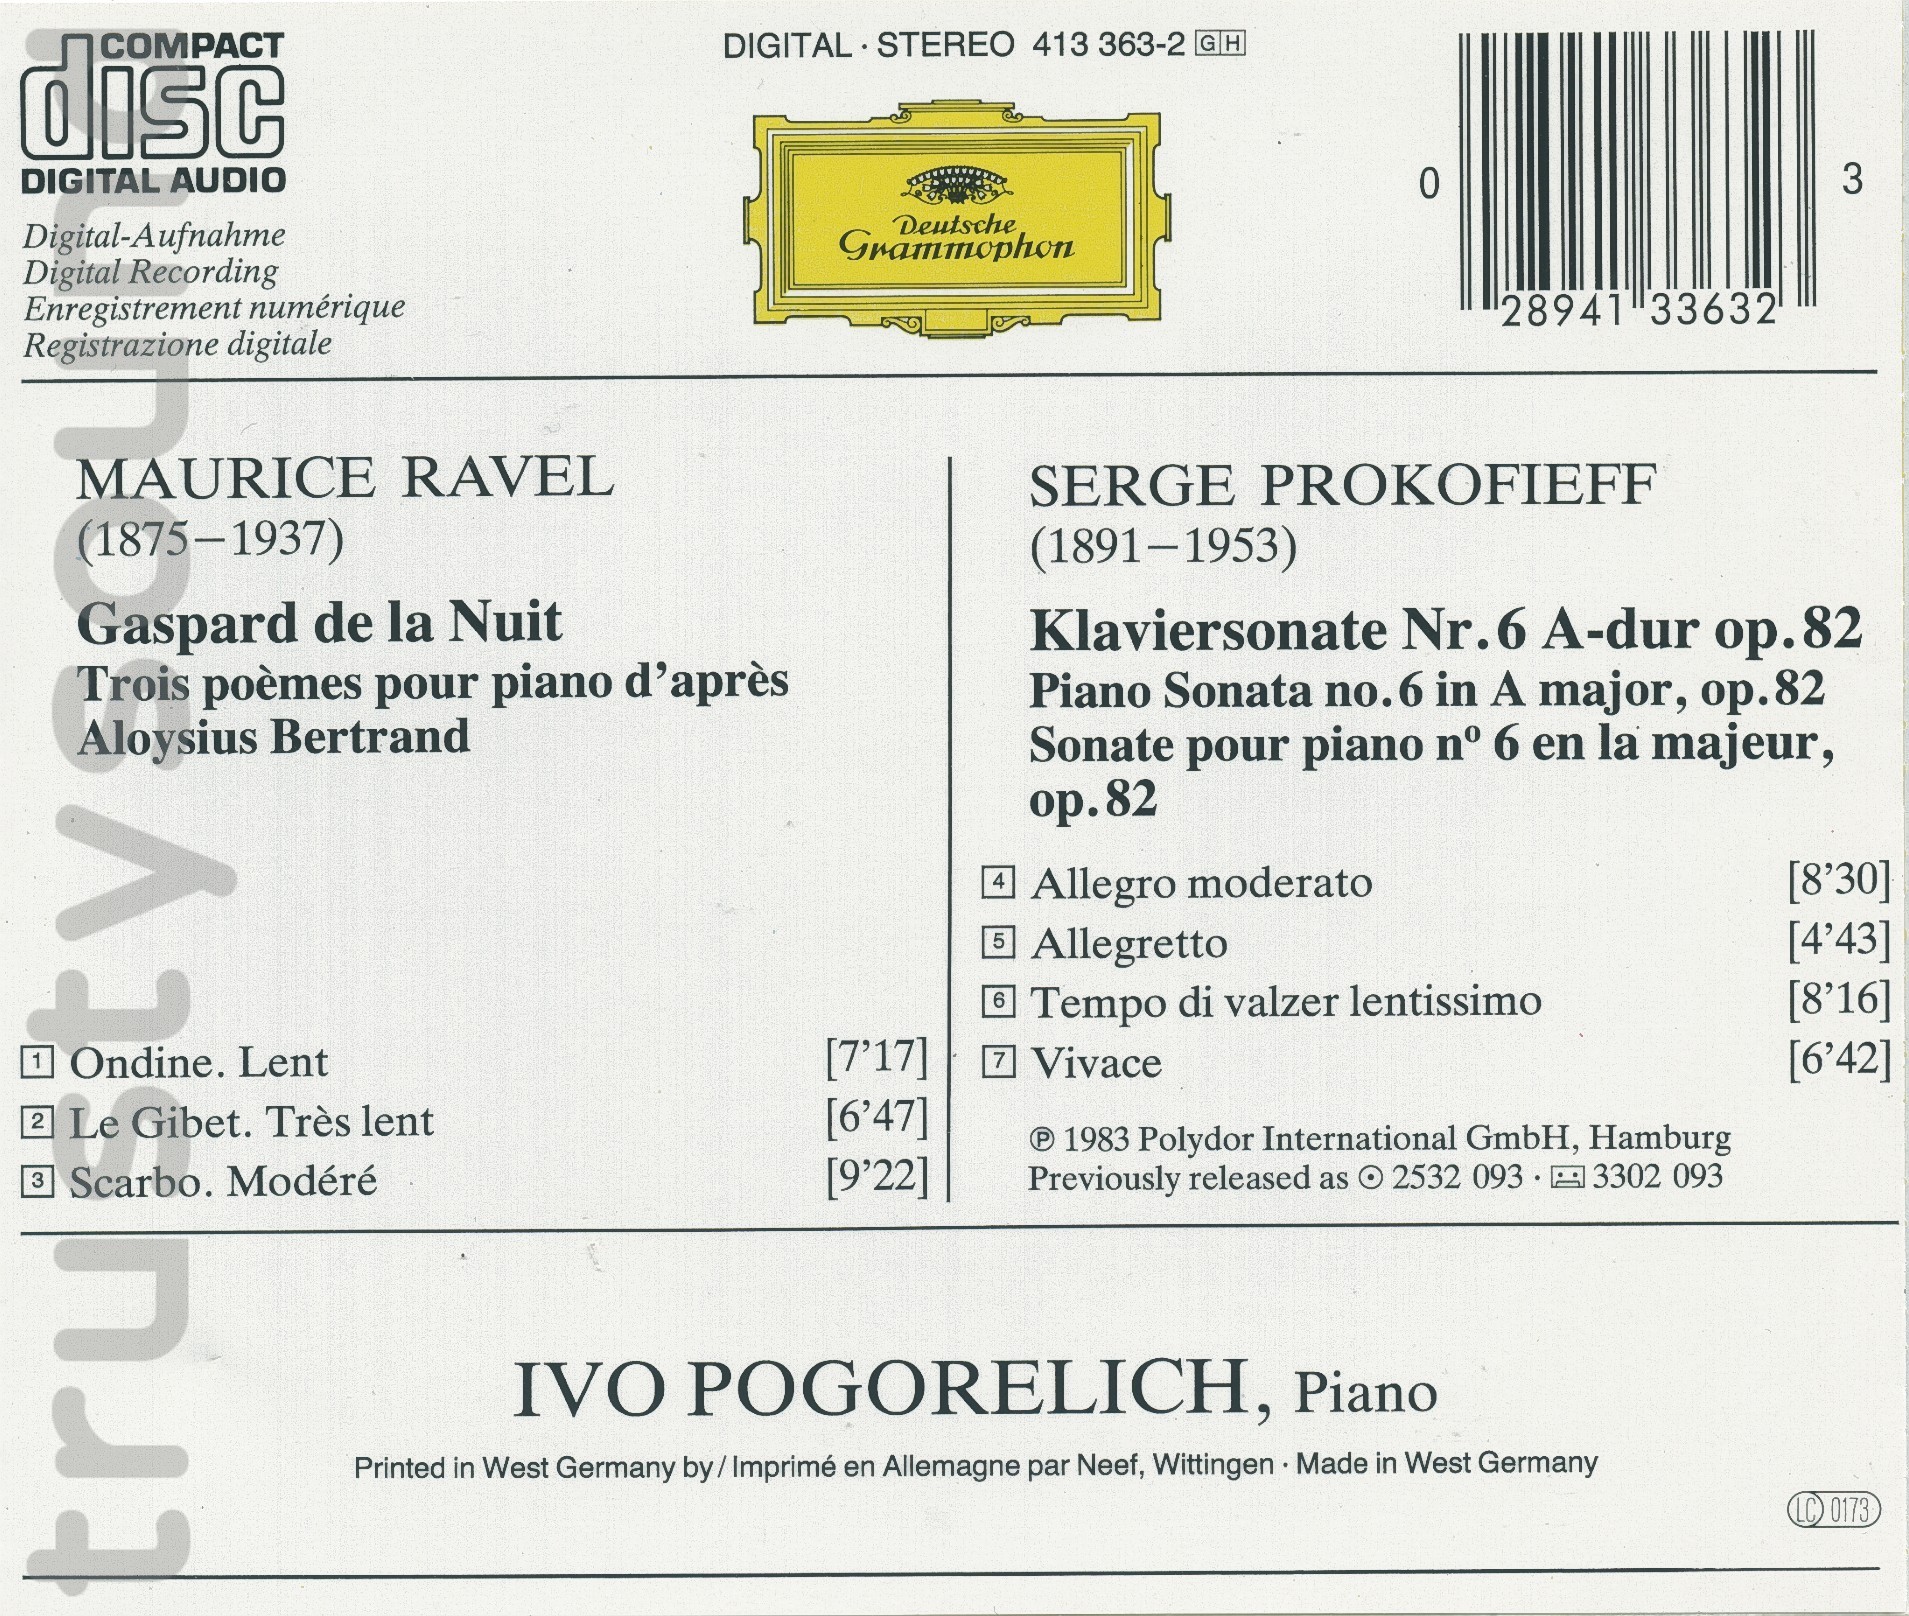 COMPACT
disc
DIGITAL AUDIO
Digital-Aufnahme
Digital Recording
Enregistrement numérique
Registrazione digitale
DIGITAL · STEREO 413 363-2 GH
Deutsche
Grammophon
0 28941 33632 3
MAURICE RAVEL
(1875–1937)
Gaspard de la Nuit
Trois poèmes pour piano d'après
Aloysius Bertrand
1 Ondine. Lent [7'17]
2 Le Gibet. Très lent [6'47]
3 Scarbo. Modéré [9'22]
SERGE PROKOFIEFF
(1891–1953)
Klaviersonate Nr. 6 A-dur op. 82
Piano Sonata no. 6 in A major, op. 82
Sonate pour piano nº 6 en la majeur,
op. 82
4 Allegro moderato [8'30]
5 Allegretto [4'43]
6 Tempo di valzer lentissimo [8'16]
7 Vivace [6'42]
℗ 1983 Polydor International GmbH, Hamburg
Previously released as 2532 093 · 3302 093
IVO POGORELICH, Piano
Printed in West Germany by / Imprimé en Allemagne par Neef, Wittingen · Made in West Germany
LC 0173
trustysound